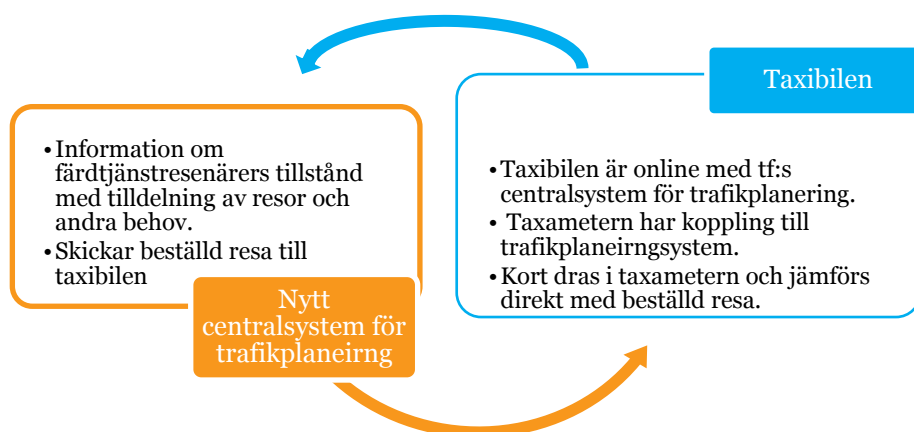 • Information om
färdtjänstresenärers tillstånd
med tilldelning av resor och
andra behov.
• Skickar beställd resa till
taxibilen
Nytt
centralsystem för
trafikplaneirng
Taxibilen
• Taxibilen är online med tf:s
centralsystem för trafikplanering.
• Taxametern har koppling till
trafikplaneirngsystem.
• Kort dras i taxametern och jämförs
direkt med beställd resa.